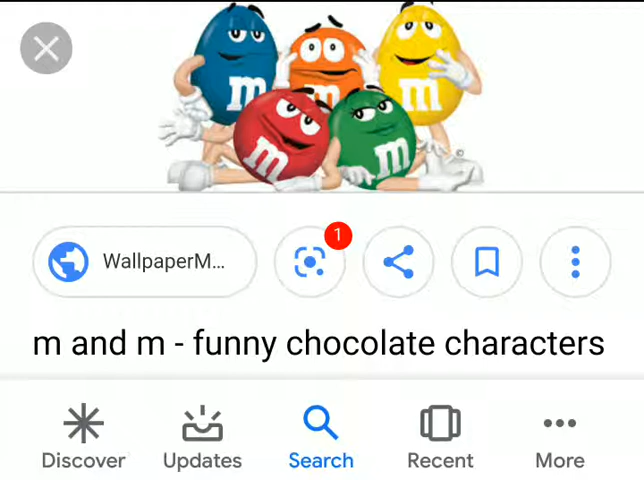 m
m
m
m
m
1
WallpaperM...
m and m - funny chocolate characters
Discover
Updates
Search
Recent
More